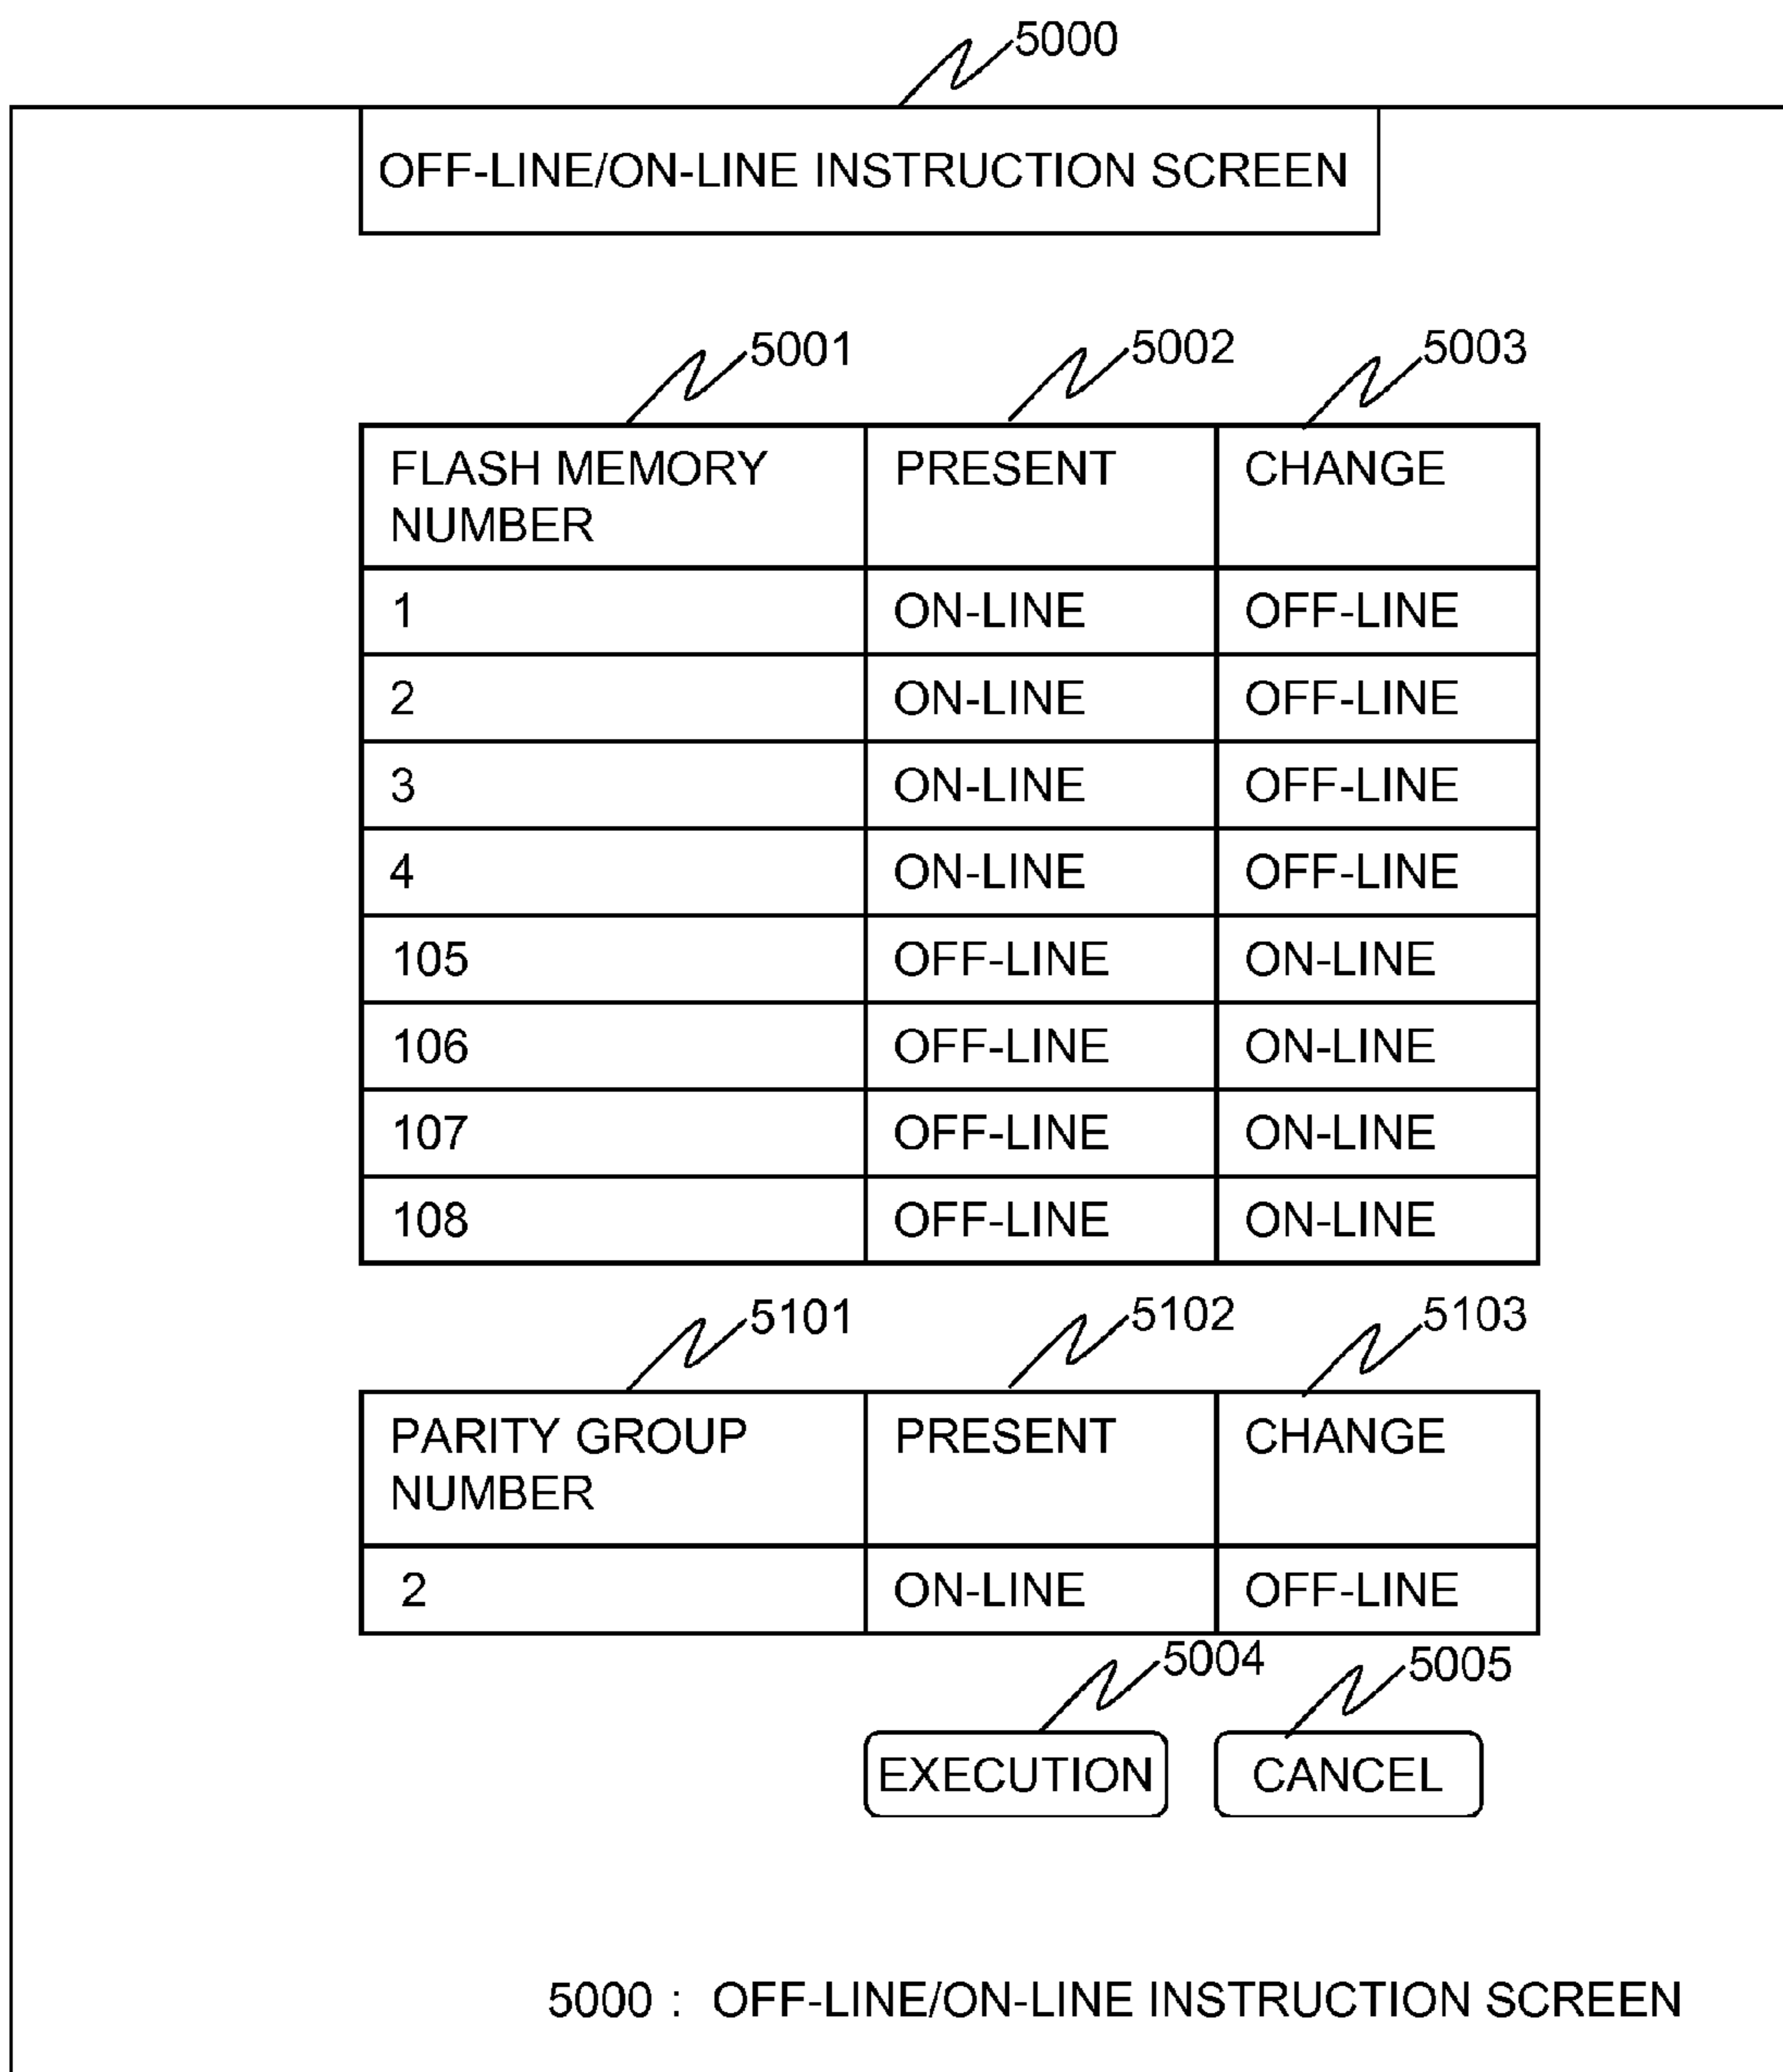 5000
OFF-LINE/ON-LINE INSTRUCTION SCREEN
5001 5002 5003
FLASH MEMORY NUMBER PRESENT CHANGE
1 ON-LINE OFF-LINE
2 ON-LINE OFF-LINE
3 ON-LINE OFF-LINE
4 ON-LINE OFF-LINE
105 OFF-LINE ON-LINE
106 OFF-LINE ON-LINE
107 OFF-LINE ON-LINE
108 OFF-LINE ON-LINE
5101 5102 5103
PARITY GROUP NUMBER PRESENT CHANGE
2 ON-LINE OFF-LINE
5004 5005
EXECUTION CANCEL
5000 : OFF-LINE/ON-LINE INSTRUCTION SCREEN